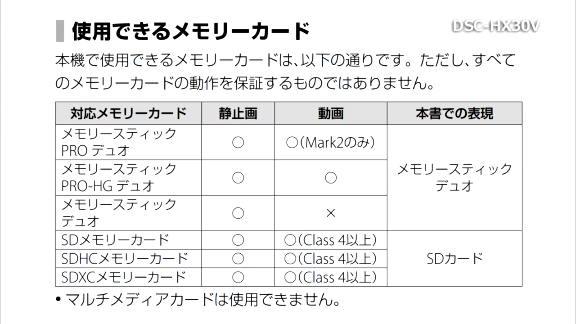 DSC-HX30V
使用できるメモリーカード
本機で使用できるメモリーカードは、以下の通りです。ただし、すべて
のメモリーカードの動作を保証するものではありません。
対応メモリーカード 静止画 動画 本書での表現
メモリースティック
PRO デュオ ○ ○（Mark2のみ）
メモリースティック
PRO-HG デュオ ○ ○
メモリースティック
デュオ
メモリースティック
デュオ ○ ×
SDメモリーカード ○ ○（Class 4以上）
SDHCメモリーカード ○ ○（Class 4以上）
SDカード
SDXCメモリーカード ○ ○（Class 4以上）
• マルチメディアカードは使用できません。